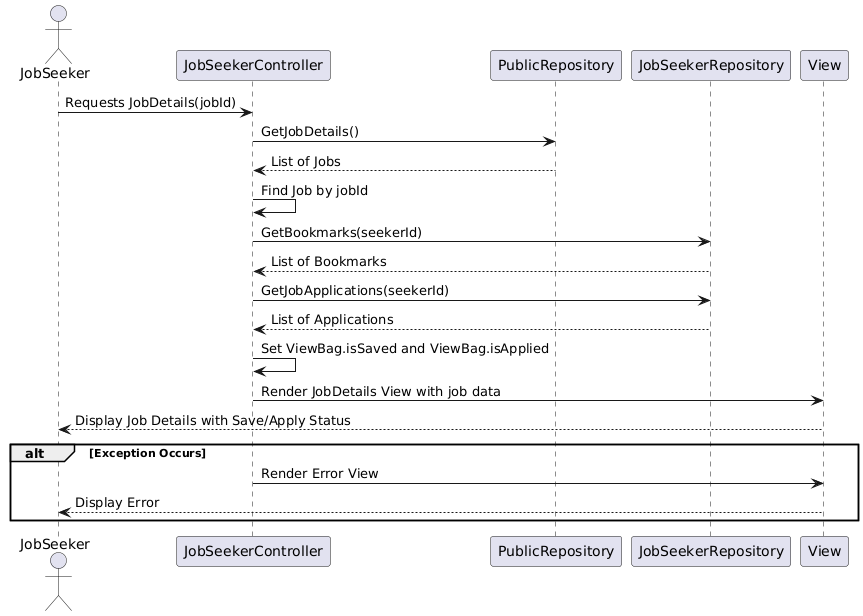 JobSeeker
JobSeekerController
PublicRepository
JobSeekerRepository
View
Requests JobDetails(jobId)
GetJobDetails()
List of Jobs
Find Job by jobId
GetBookmarks(seekerId)
List of Bookmarks
GetJobApplications(seekerId)
List of Applications
Set ViewBag.isSaved and ViewBag.isApplied
Render JobDetails View with job data
Display Job Details with Save/Apply Status
alt [Exception Occurs]
Render Error View
Display Error
JobSeeker
JobSeekerController
PublicRepository
JobSeekerRepository
View